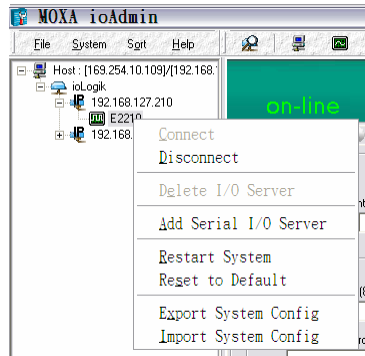 MOXA ioAdmin
File System Sort Help
Host : [169.254.10.109]/[192.168.
ioLogik
192.168.127.210
E2210
192.168.
on-line
Connect
Disconnect
Delete I/O Server
Add Serial I/O Server
Restart System
Reset to Default
Export System Config
Import System Config